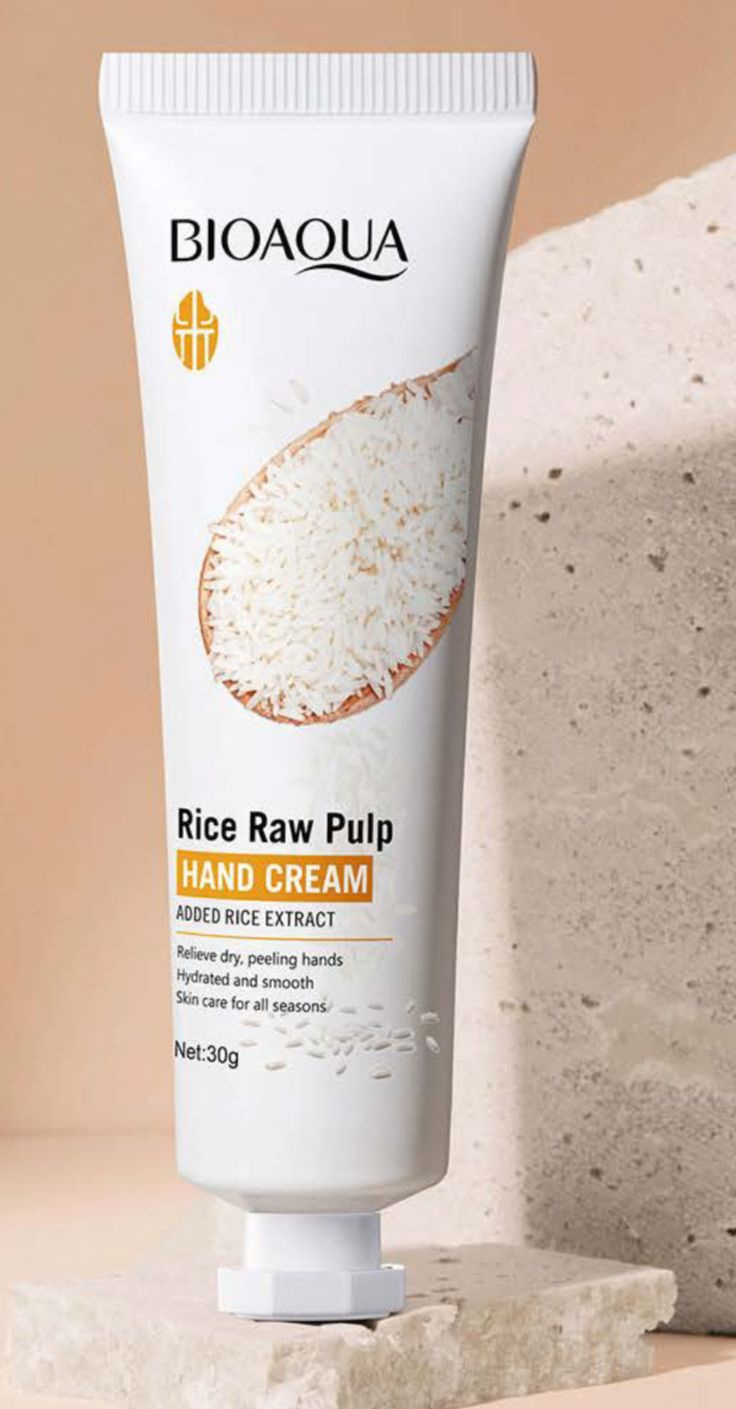 BIOAQUA
Rice Raw Pulp
HAND CREAM
ADDED RICE EXTRACT
Relieve dry, peeling hands
Hydrated and smooth
Skin care for all seasons
Net:30g